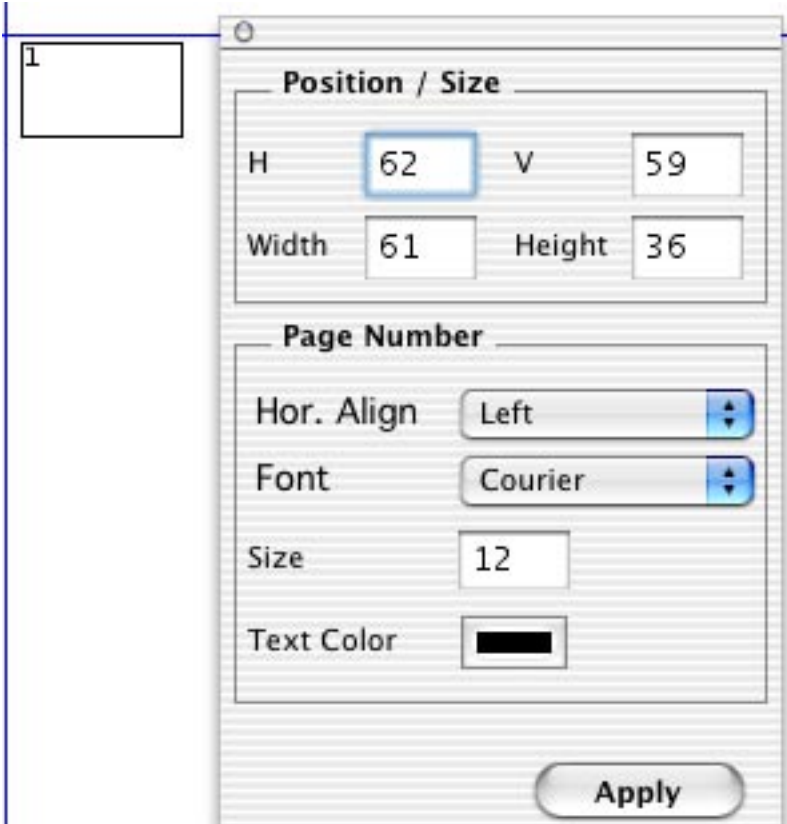 1
Position / Size
H 62 V 59
Width 61 Height 36
Page Number
Hor. Align Left
Font Courier
Size 12
Text Color
Apply